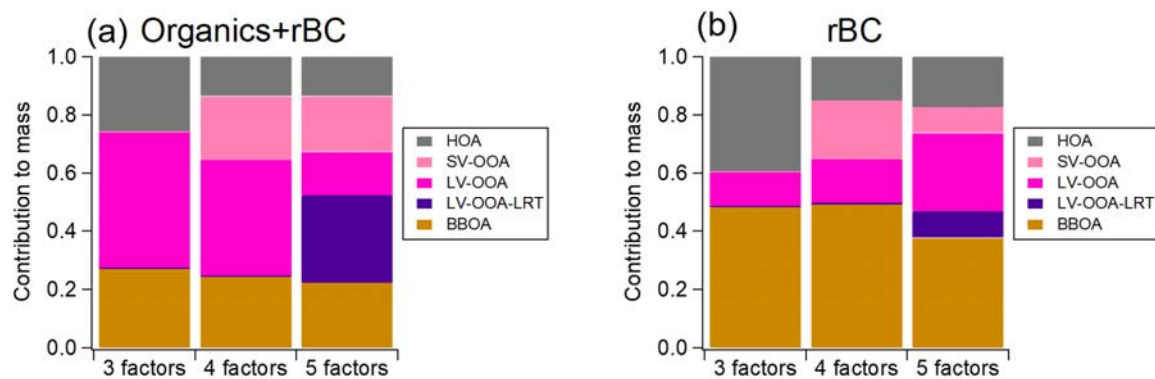 (a) Organics+rBC
Contribution to mass
1.0
0.8
0.6
0.4
0.2
0.0
3 factors
4 factors
5 factors
HOA
SV-OOA
LV-OOA
LV-OOA-LRT
BBOA
(b) rBC
Contribution to mass
1.0
0.8
0.6
0.4
0.2
0.0
3 factors
4 factors
5 factors
HOA
SV-OOA
LV-OOA
LV-OOA-LRT
BBOA